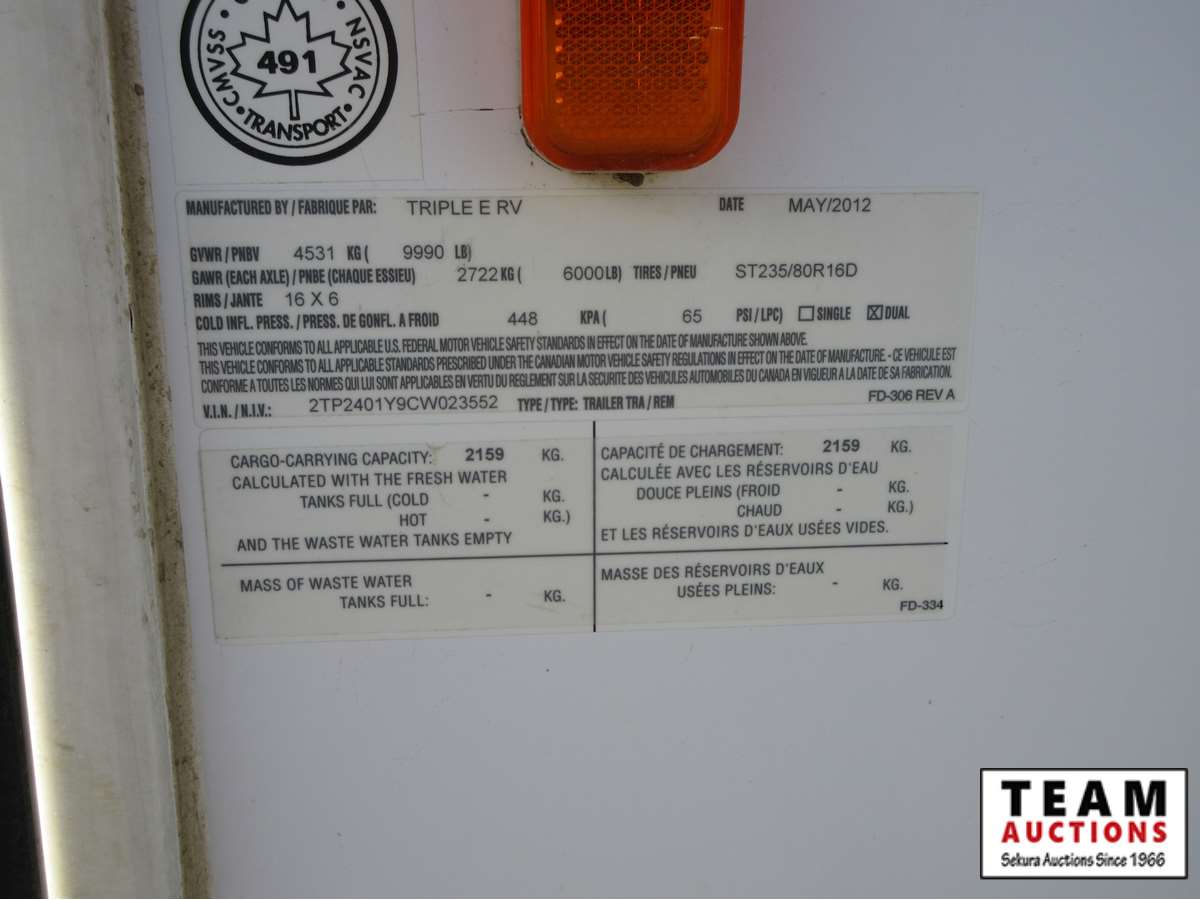 CMVSS • • NSVAC • TRANSPORT •
491
MANUFACTURED BY / FABRIQUE PAR: TRIPLE E RV DATE MAY/2012
GVWR / PNBV 4531 KG ( 9990 LB)
GAWR (EACH AXLE) / PNBE (CHAQUE ESSIEU) 2722 KG ( 6000 LB) TIRES / PNEU ST235/80R16D
RIMS / JANTE 16 X 6
COLD INFL. PRESS. / PRESS. DE GONFL. A FROID 448 KPA ( 65 PSI / LPC) ☐ SINGLE ☒ DUAL
THIS VEHICLE CONFORMS TO ALL APPLICABLE U.S. FEDERAL MOTOR VEHICLE SAFETY STANDARDS IN EFFECT ON THE DATE OF MANUFACTURE SHOWN ABOVE.
THIS VEHICLE CONFORMS TO ALL APPLICABLE STANDARDS PRESCRIBED UNDER THE CANADIAN MOTOR VEHICLE SAFETY REGULATIONS IN EFFECT ON THE DATE OF MANUFACTURE. - CE VEHICULE EST
CONFORME A TOUTES LES NORMES QUI LUI SONT APPLICABLES EN VERTU DU REGLEMENT SUR LA SECURITE DES VEHICULES AUTOMOBILES DU CANADA EN VIGUEUR A LA DATE DE SA FABRICATION.
V.I.N. / N.I.V.: 2TP2401Y9CW023552 TYPE / TYPE: TRAILER TRA / REM FD-306 REV A
CARGO-CARRYING CAPACITY: 2159 KG.
CALCULATED WITH THE FRESH WATER
TANKS FULL (COLD - KG.
HOT - KG.)
AND THE WASTE WATER TANKS EMPTY
CAPACITÉ DE CHARGEMENT: 2159 KG.
CALCULÉE AVEC LES RÉSERVOIRS D'EAU
DOUCE PLEINS (FROID - KG.
CHAUD - KG.)
ET LES RÉSERVOIRS D'EAUX USÉES VIDES.
MASS OF WASTE WATER
TANKS FULL: - KG.
MASSE DES RÉSERVOIRS D'EAUX
USÉES PLEINS: - KG.
FD-334
TEAM
AUCTIONS
Sekura Auctions Since 1966